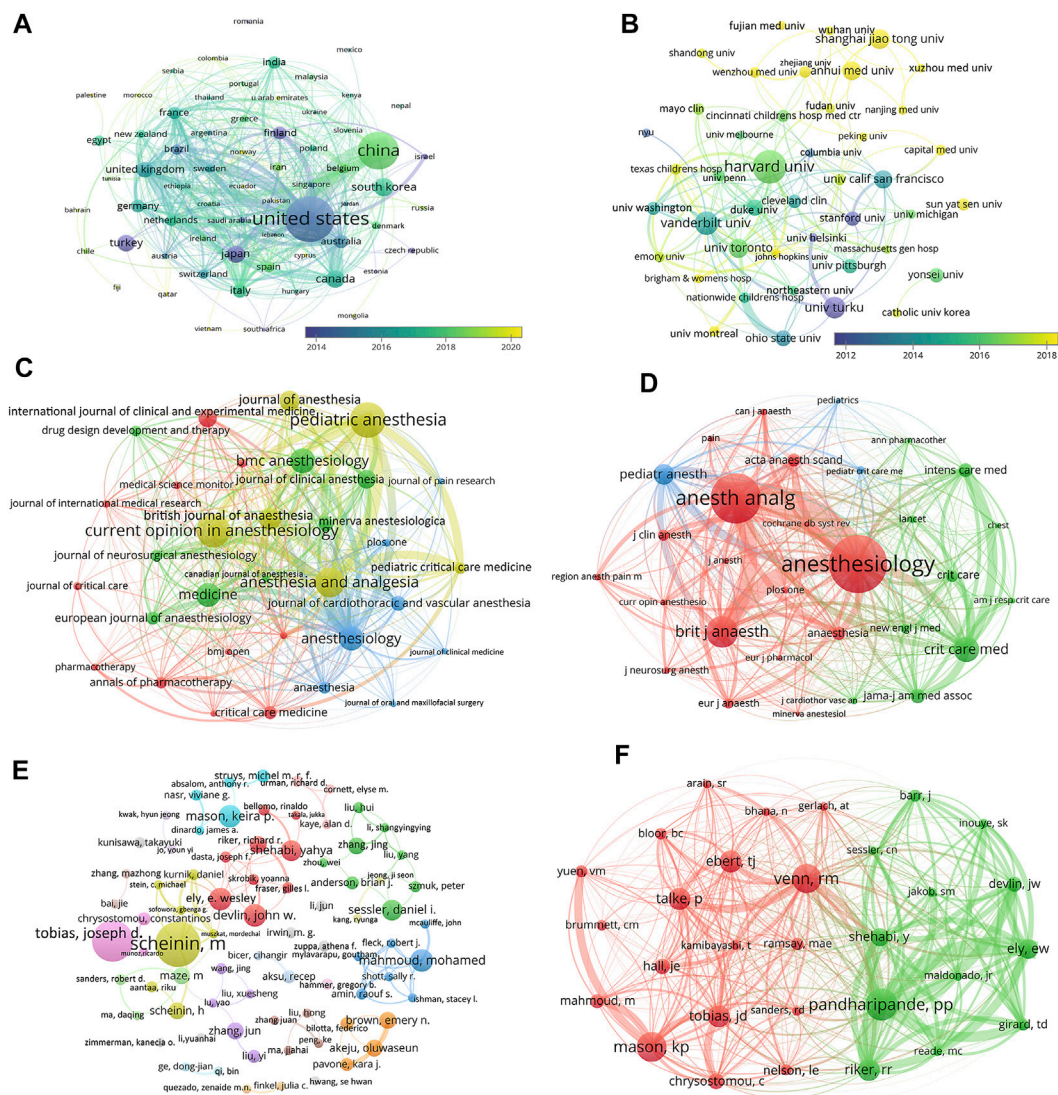 A
romania
colombia
mexico
india
serbia
malaysia
portugal
palestine
morocco
thailand
u arab emirates
kenya
nepal
france
greece
ukraine
egypt
new zealand
argentina
finland
slovenia
brazil
norway
poland
china
israel
tunisia
united kingdom
sweden
iran
belgium
ethiopia
ecuador
singapore
south korea
germany
croatia
pakistan
jordan
bahrain
netherlands
saudi arabia
united states
russia
denmark
turkey
ireland
lebanon
australia
chile
austria
japan
cyprus
czech republic
switzerland
spain
estonia
fiji
qatar
italy
hungary
canada
mongolia
vietnam
southafrica
2014
2016
2018
2020
B
fujian med univ
wuhan univ
shanghai jiao tong univ
shandong univ
zhejiang univ
wenzhou med univ
anhui med univ
xuzhou med univ
mayo clin
fudan univ
cincinnati childrens hosp med ctr
nanjing med univ
nyu
univ melbourne
peking univ
columbia univ
capital med univ
texas childrens hosp
harvard univ
univ penn
univ calif san francisco
cleveland clin
sun yat sen univ
univ washington
duke univ
vanderbilt univ
stanford univ
univ michigan
univ helsinki
univ toronto
massachusetts gen hosp
emory univ
johns hopkins univ
univ pittsburgh
yonsei univ
brigham & womens hosp
northeastern univ
nationwide childrens hosp
univ turku
catholic univ korea
univ montreal
ohio state univ
2012
2014
2016
2018
C
journal of anesthesia
international journal of clinical and experimental medicine
pediatric anesthesia
drug design development and therapy
bmc anesthesiology
journal of clinical anesthesia
journal of pain research
medical science monitor
journal of international medical research
british journal of anaesthesia
minerva anestesiologica
current opinion in anesthesiology
plos one
journal of neurosurgical anesthesiology
pediatric critical care medicine
canadian journal of anesthesia
journal of critical care
anesthesia and analgesia
medicine
journal of cardiothoracic and vascular anesthesia
european journal of anaesthesiology
anesthesiology
bmj open
journal of clinical medicine
pharmacotherapy
annals of pharmacotherapy
anaesthesia
journal of oral and maxillofacial surgery
critical care medicine
D
pediatrics
can j anaesth
pain
ann pharmacother
acta anaesth scand
pediatr anesth
pediatr crit care me
intens care med
anesth analg
cochrane db syst rev
lancet
chest
j clin anesth
j anesth
anesthesiology
crit care
region anesth pain m
plos one
am j resp crit care
curr opin anesthesio
brit j anaesth
anaesthesia
new engl j med
crit care med
j neurosurg anesth
eur j pharmacol
eur j anaesth
j cardiothor vasc an
jama-j am med assoc
minerva anestesiol
E
struys, michel m. r. f.
absalom, anthony r.
urman, richard d.
nasr, viviane g.
cornett, elyse m.
bellomo, rinaldo
liu, hui
kwak, hyun jeong
mason, keira p.
takala, jukka
kaye, alan d.
li, shangyingying
dinardo, james a.
riker, richard r.
kunisawa, takayuki
shehabi, yahya
zhang, jing
jo, youn yi
liu, yang
dasta, joseph f.
zhou, wei
zhang, mazhong
kurnik, daniel
skrobik, yoanna
jeong, ji seon
stein, c. michael
fraser, gilles l.
anderson, brian j.
szmuk, peter
bai, jie
ely, e. wesley
li, jun
sofowora, gbenga g.
devlin, john w.
sessler, daniel i.
chrysostomou, constantinos
kang, ryunga
tobias, joseph d.
muszkat, mordechai
irwin, m. g.
mcauliffe, john
scheinin, m
munoz, ricardo
zuppa, athena f.
fleck, robert j.
bicer, cihangir
mylavarapu, goutham
mahmoud, mohamed
wang, jing
sanders, robert d.
maze, m
aksu, recep
shott, sally r.
hammer, gregory b.
aantaa, riku
liu, xuesheng
amin, raouf s.
ishman, stacey l.
lu, yao
ma, daqing
scheinin, h
liu, hong
zhang, jun
zhang juan
brown, emery n.
bilotta, federico
li,yuanhai
peng, ke
akeju, oluwaseun
zimmerman, kanecia o.
liu, yi
ma, jiahai
pavone, kara j.
ge, dong-jian
qi, bin
hwang, se hwan
quezado, zenaide m.n.
finkel, julia c.
F
arain, sr
barr, j
bhana, n
gerlach, at
inouye, sk
bloor, bc
sessler, cn
ebert, tj
yuen, vm
venn, rm
devlin, jw
talke, p
jakob, sm
brummett, cm
shehabi, y
kamibayashi, t
ramsay, mae
ely, ew
hall, je
maldonado, jr
mahmoud, m
sanders, rd
pandharipande, pp
tobias, jd
girard, td
mason, kp
reade, mc
nelson, le
riker, rr
chrysostomou, c